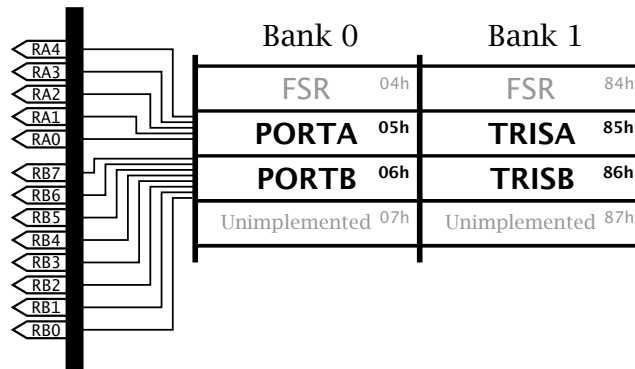 Bank 0 Bank 1
RA4
RA3
RA2
RA1
RA0
RB7
RB6
RB5
RB4
RB3
RB2
RB1
RB0
FSR 04h FSR 84h
PORTA 05h TRISA 85h
PORTB 06h TRISB 86h
Unimplemented 07h Unimplemented 87h